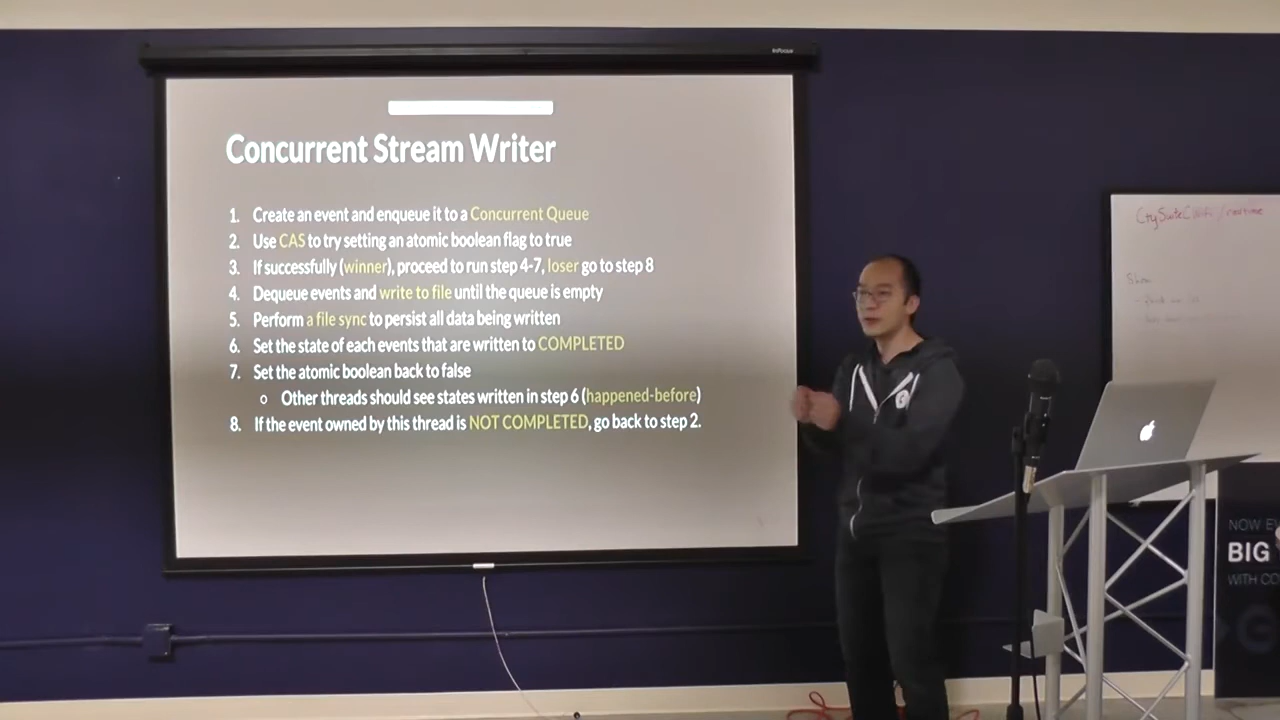 InFocus
Concurrent Stream Writer
1. Create an event and enqueue it to a Concurrent Queue
2. Use CAS to try setting an atomic boolean flag to true
3. If successfully (winner), proceed to run step 4-7, loser go to step 8
4. Dequeue events and write to file until the queue is empty
5. Perform a file sync to persist all data being written
6. Set the state of each events that are written to COMPLETED
7. Set the atomic boolean back to false
o Other threads should see states written in step 6 (happened-before)
8. If the event owned by this thread is NOT COMPLETED, go back to step 2.
NOW
BIG
WITH